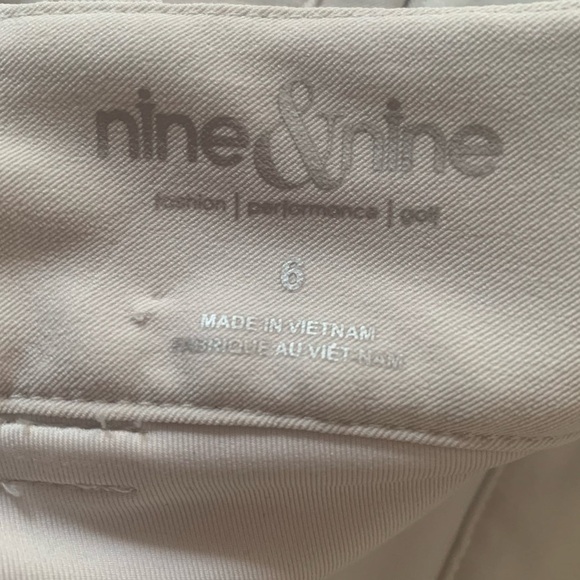 nine&nine
fashion | performance | golf
6
MADE IN VIETNAM
FABRIQUÉ AU VIÊT-NAM